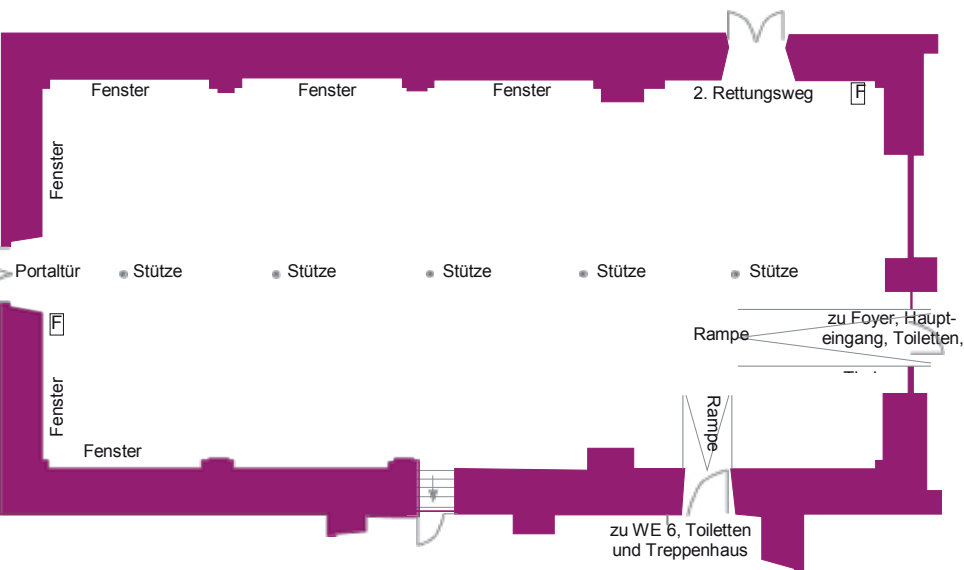 Fenster
Fenster
Fenster
2. Rettungsweg
F
Fenster
Portaltür
Stütze
Stütze
Stütze
Stütze
Stütze
F
Rampe
zu Foyer, Haupt-
eingang, Toiletten,
Fenster
Rampe
Fenster
zu WE 6, Toiletten
und Treppenhaus